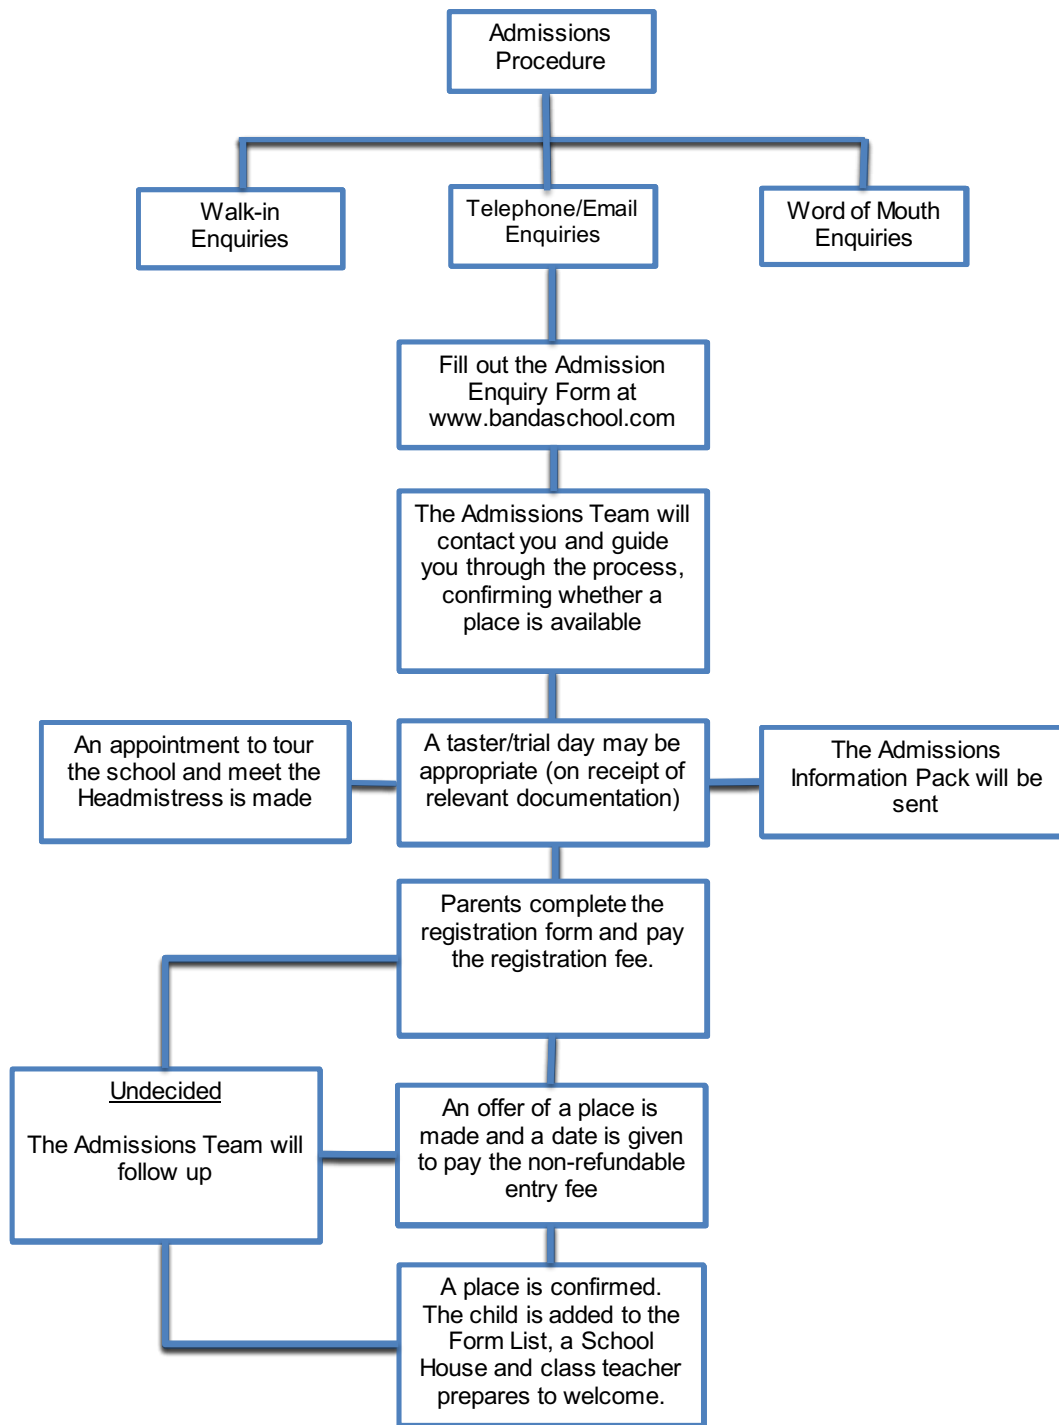 Admissions
Procedure
Walk-in
Enquiries
Telephone/Email
Enquiries
Word of Mouth
Enquiries
Fill out the Admission
Enquiry Form at
www.bandaschool.com
The Admissions Team will
contact you and guide
you through the process,
confirming whether a
place is available
An appointment to tour
the school and meet the
Headmistress is made
A taster/trial day may be
appropriate (on receipt of
relevant documentation)
The Admissions
Information Pack will be
sent
Parents complete the
registration form and pay
the registration fee.
Undecided
The Admissions Team will
follow up
An offer of a place is
made and a date is given
to pay the non-refundable
entry fee
A place is confirmed.
The child is added to the
Form List, a School
House and class teacher
prepares to welcome.